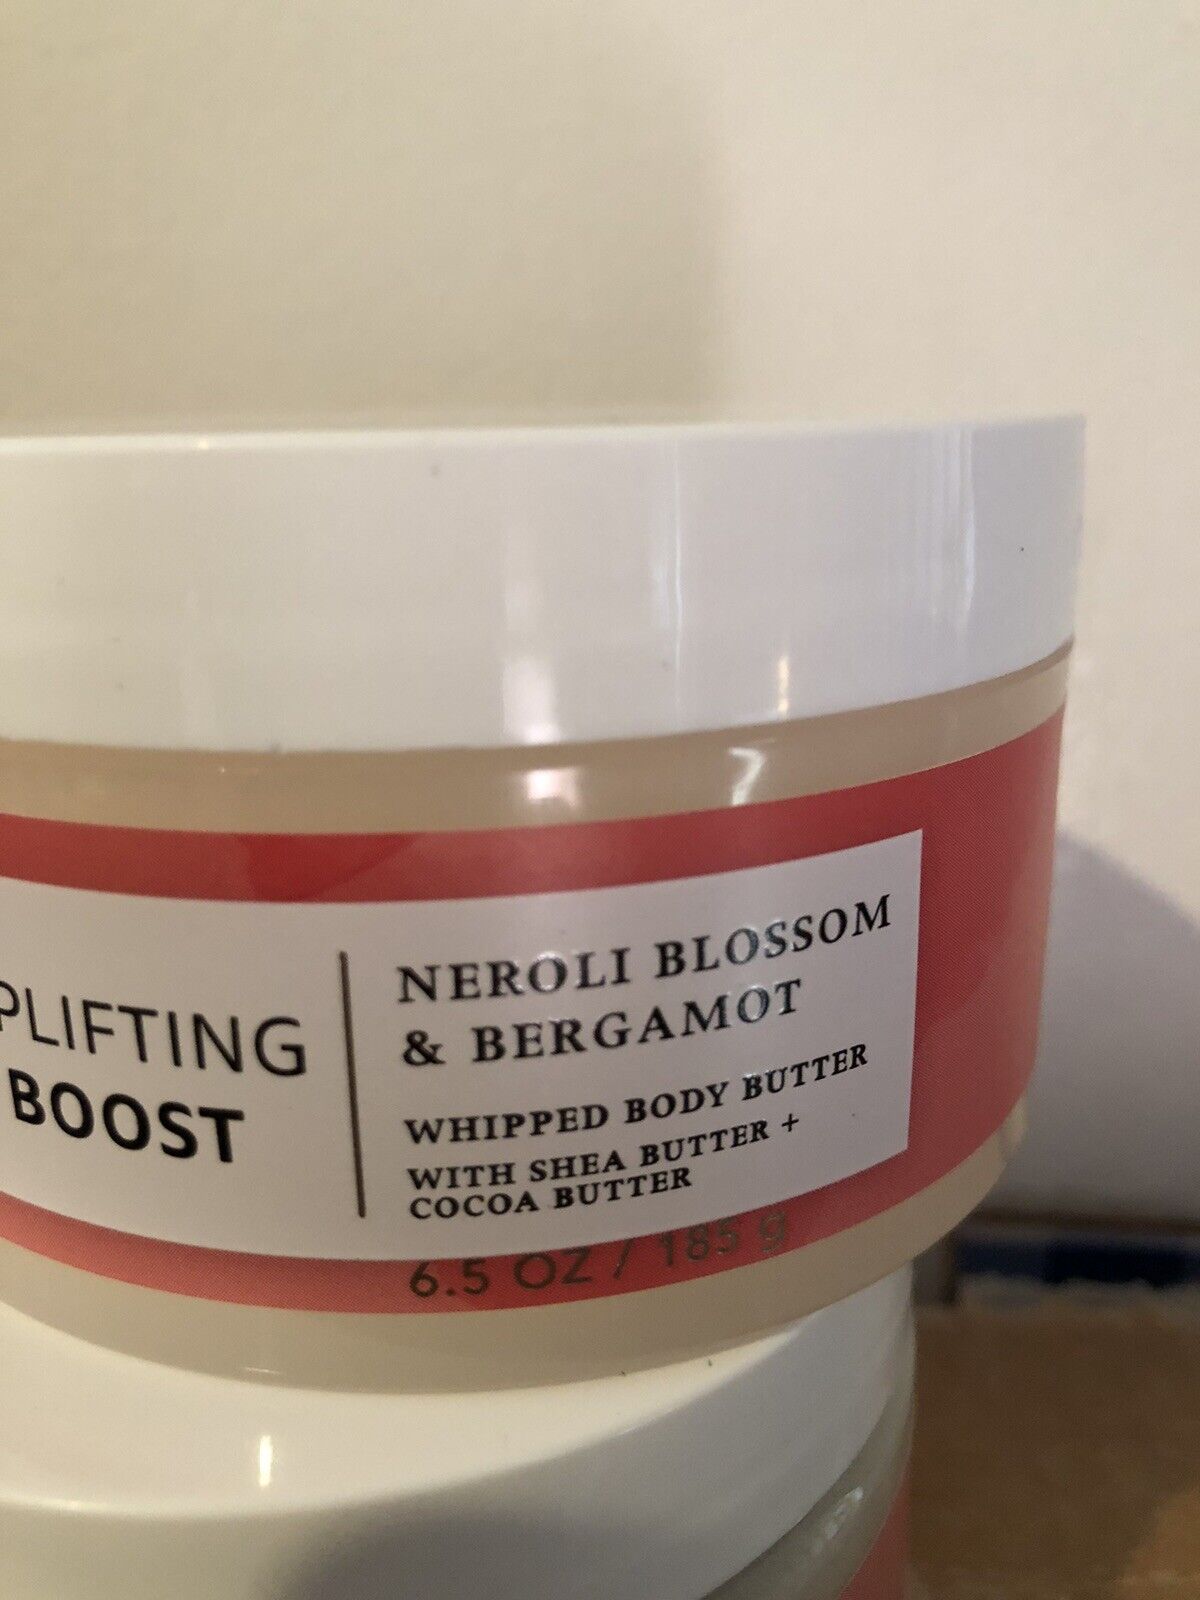 PLIFTING
BOOST
NEROLI BLOSSOM
& BERGAMOT
WHIPPED BODY BUTTER
WITH SHEA BUTTER +
COCOA BUTTER
6.5 OZ / 185 g